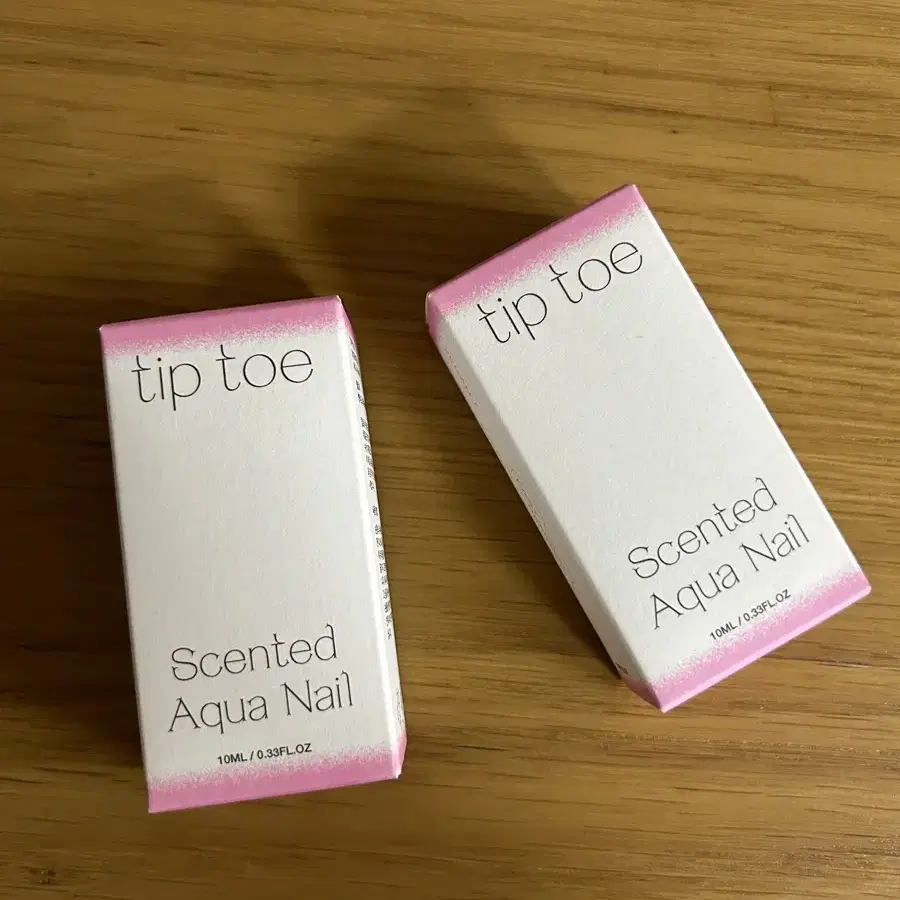 tip toe
Scented
Aqua Nail
10ML / 0.33FL.OZ
tip toe
Scented
Aqua Nail
10ML / 0.33FL.OZ